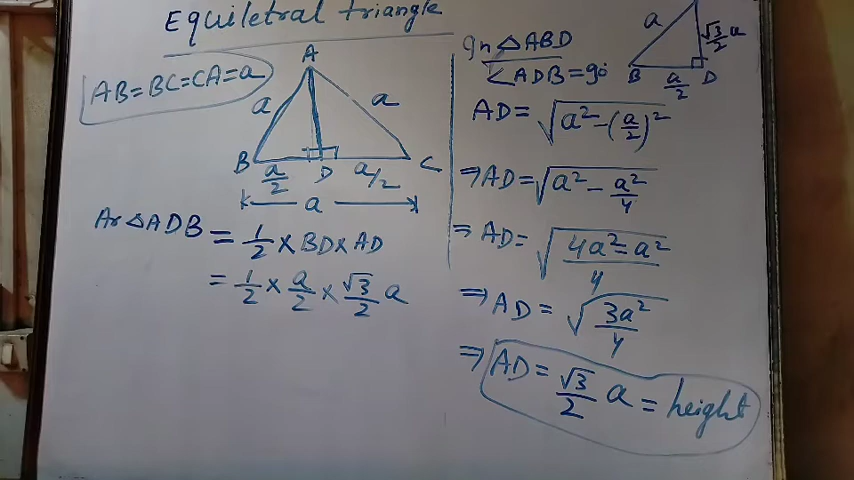 Equiletral triangle
AB=BC=CA=a
A
a
a
B
a/2
D
a/2
C
a
Ar △ADB = 1/2 × BD × AD
= 1/2 × a/2 × √3/2 a
In △ABD
∠ADB = 90
a
√3/2 a
B
a/2
D
AD = √(a² - (a/2)²)
⇒ AD = √(a² - a²/4)
⇒ AD = √((4a² = a²)/4)
⇒ AD = √(3a²/4)
⇒ AD = √3/2 a = height